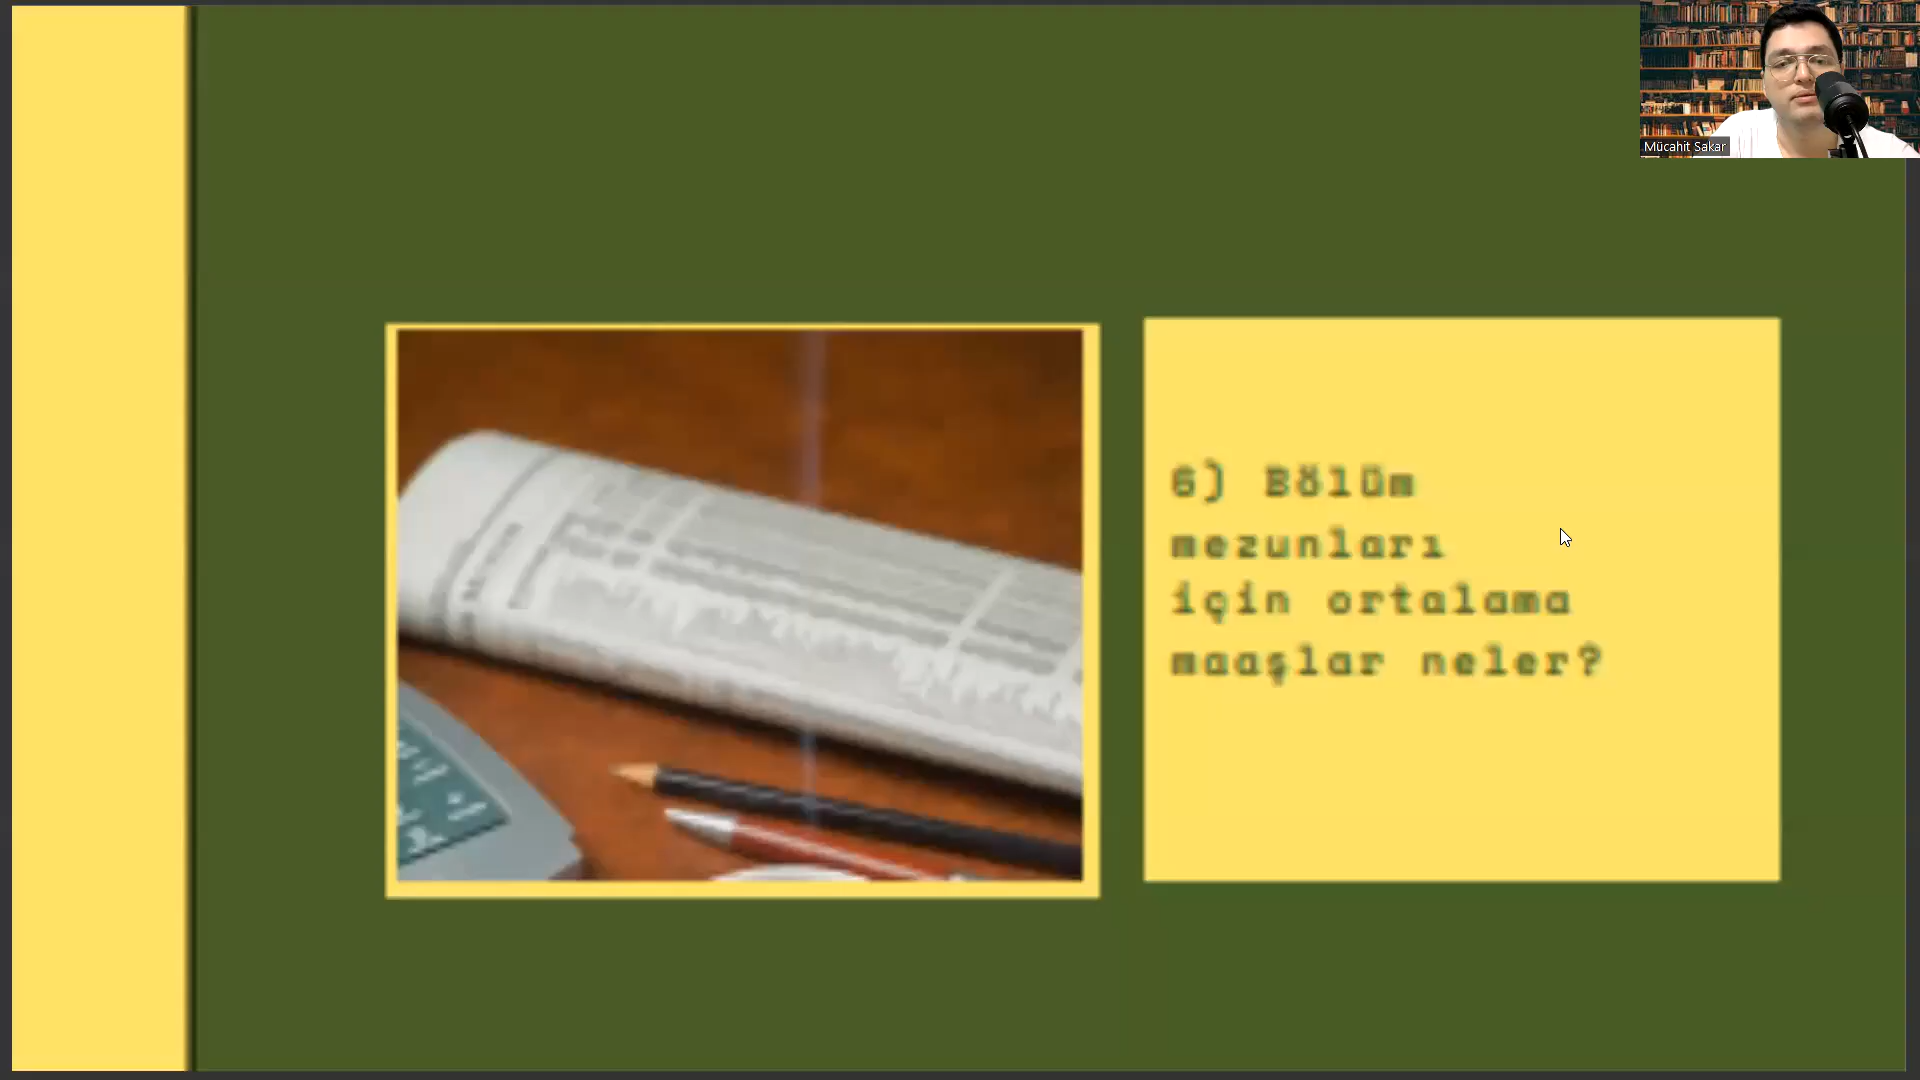 Mücahit Sakar
6) Bölüm
mezunları
için ortalama
maaşlar neler?